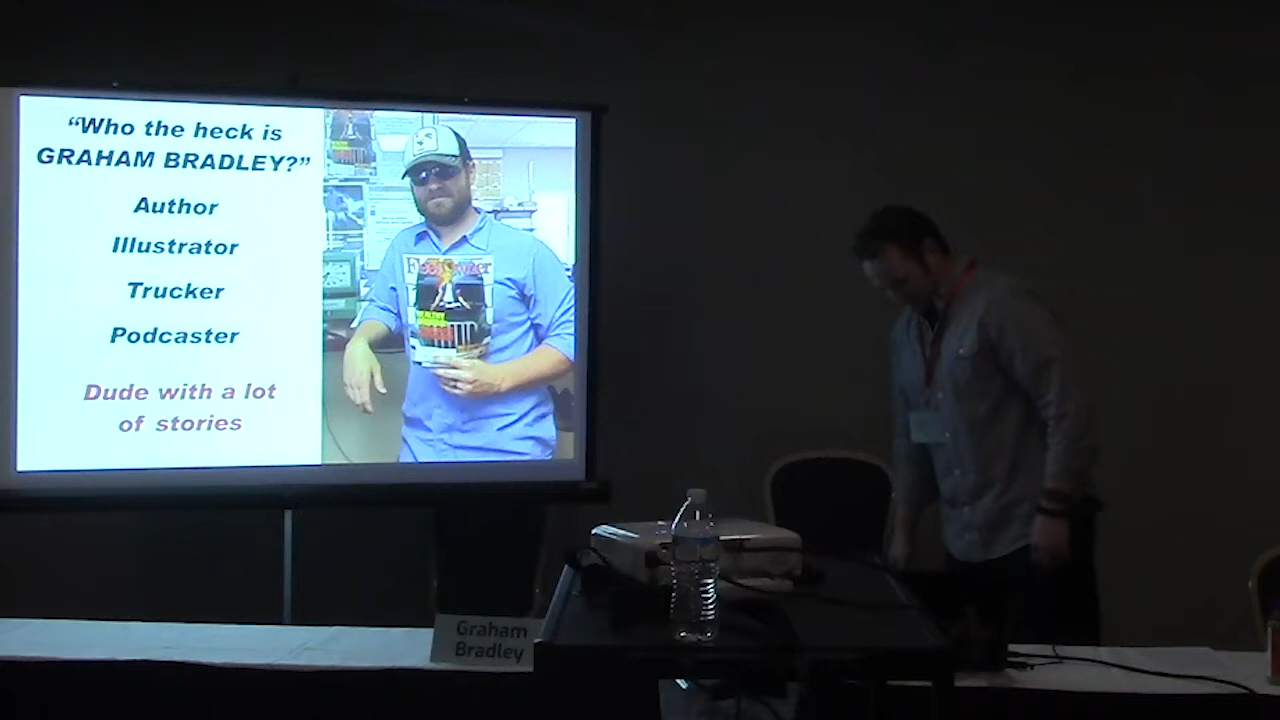 “Who the heck is
GRAHAM BRADLEY?”
Author
Illustrator
Trucker
Podcaster
Dude with a lot
of stories
Graham
Bradley